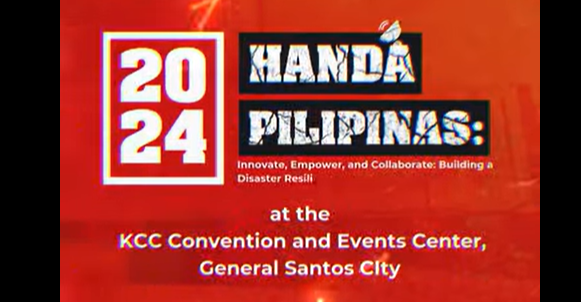 20
24
HANDÁ
PILIPINAS:
Innovate, Empower, and Collaborate: Building a
Disaster Resili
at the
KCC Convention and Events Center,
General Santos CIty